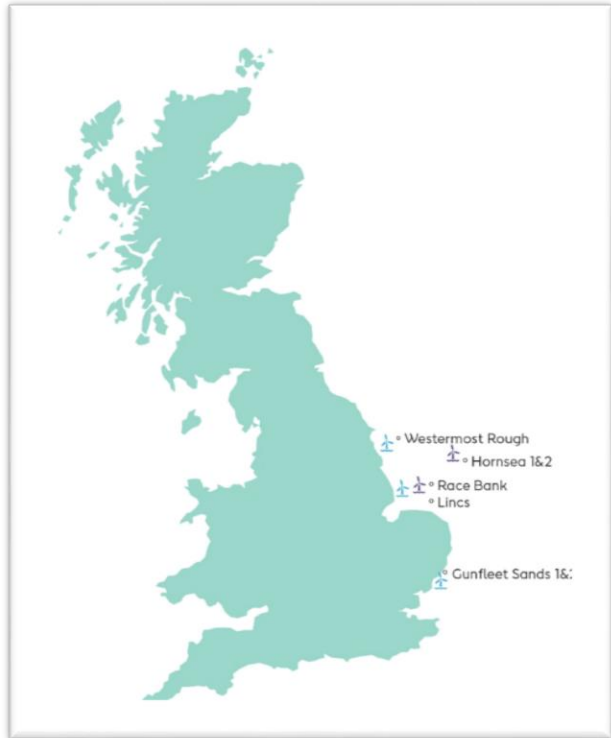 Westermost Rough
Hornsea 1&2
Race Bank
Lincs
Gunfleet Sands 1&